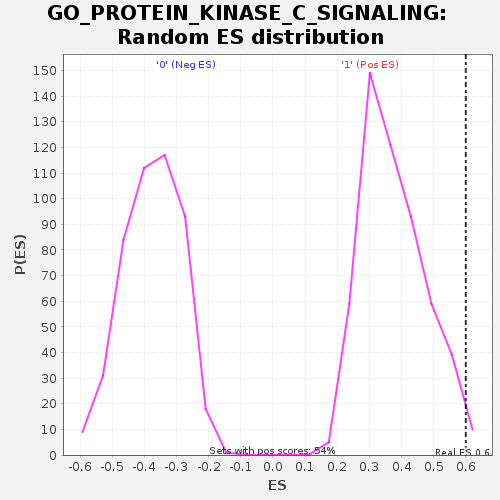 GO_PROTEIN_KINASE_C_SIGNALING:
Random ES distribution
'0' (Neg ES) '1' (Pos ES)
150
140
130
120
110
100
90
80
70
60
50
40
30
20
10
0
P(ES)
Sets with pos scores: 54%
Real ES 0.6
-0.6 -0.5 -0.4 -0.3 -0.2 -0.1 0.0 0.1 0.2 0.3 0.4 0.5 0.6
ES